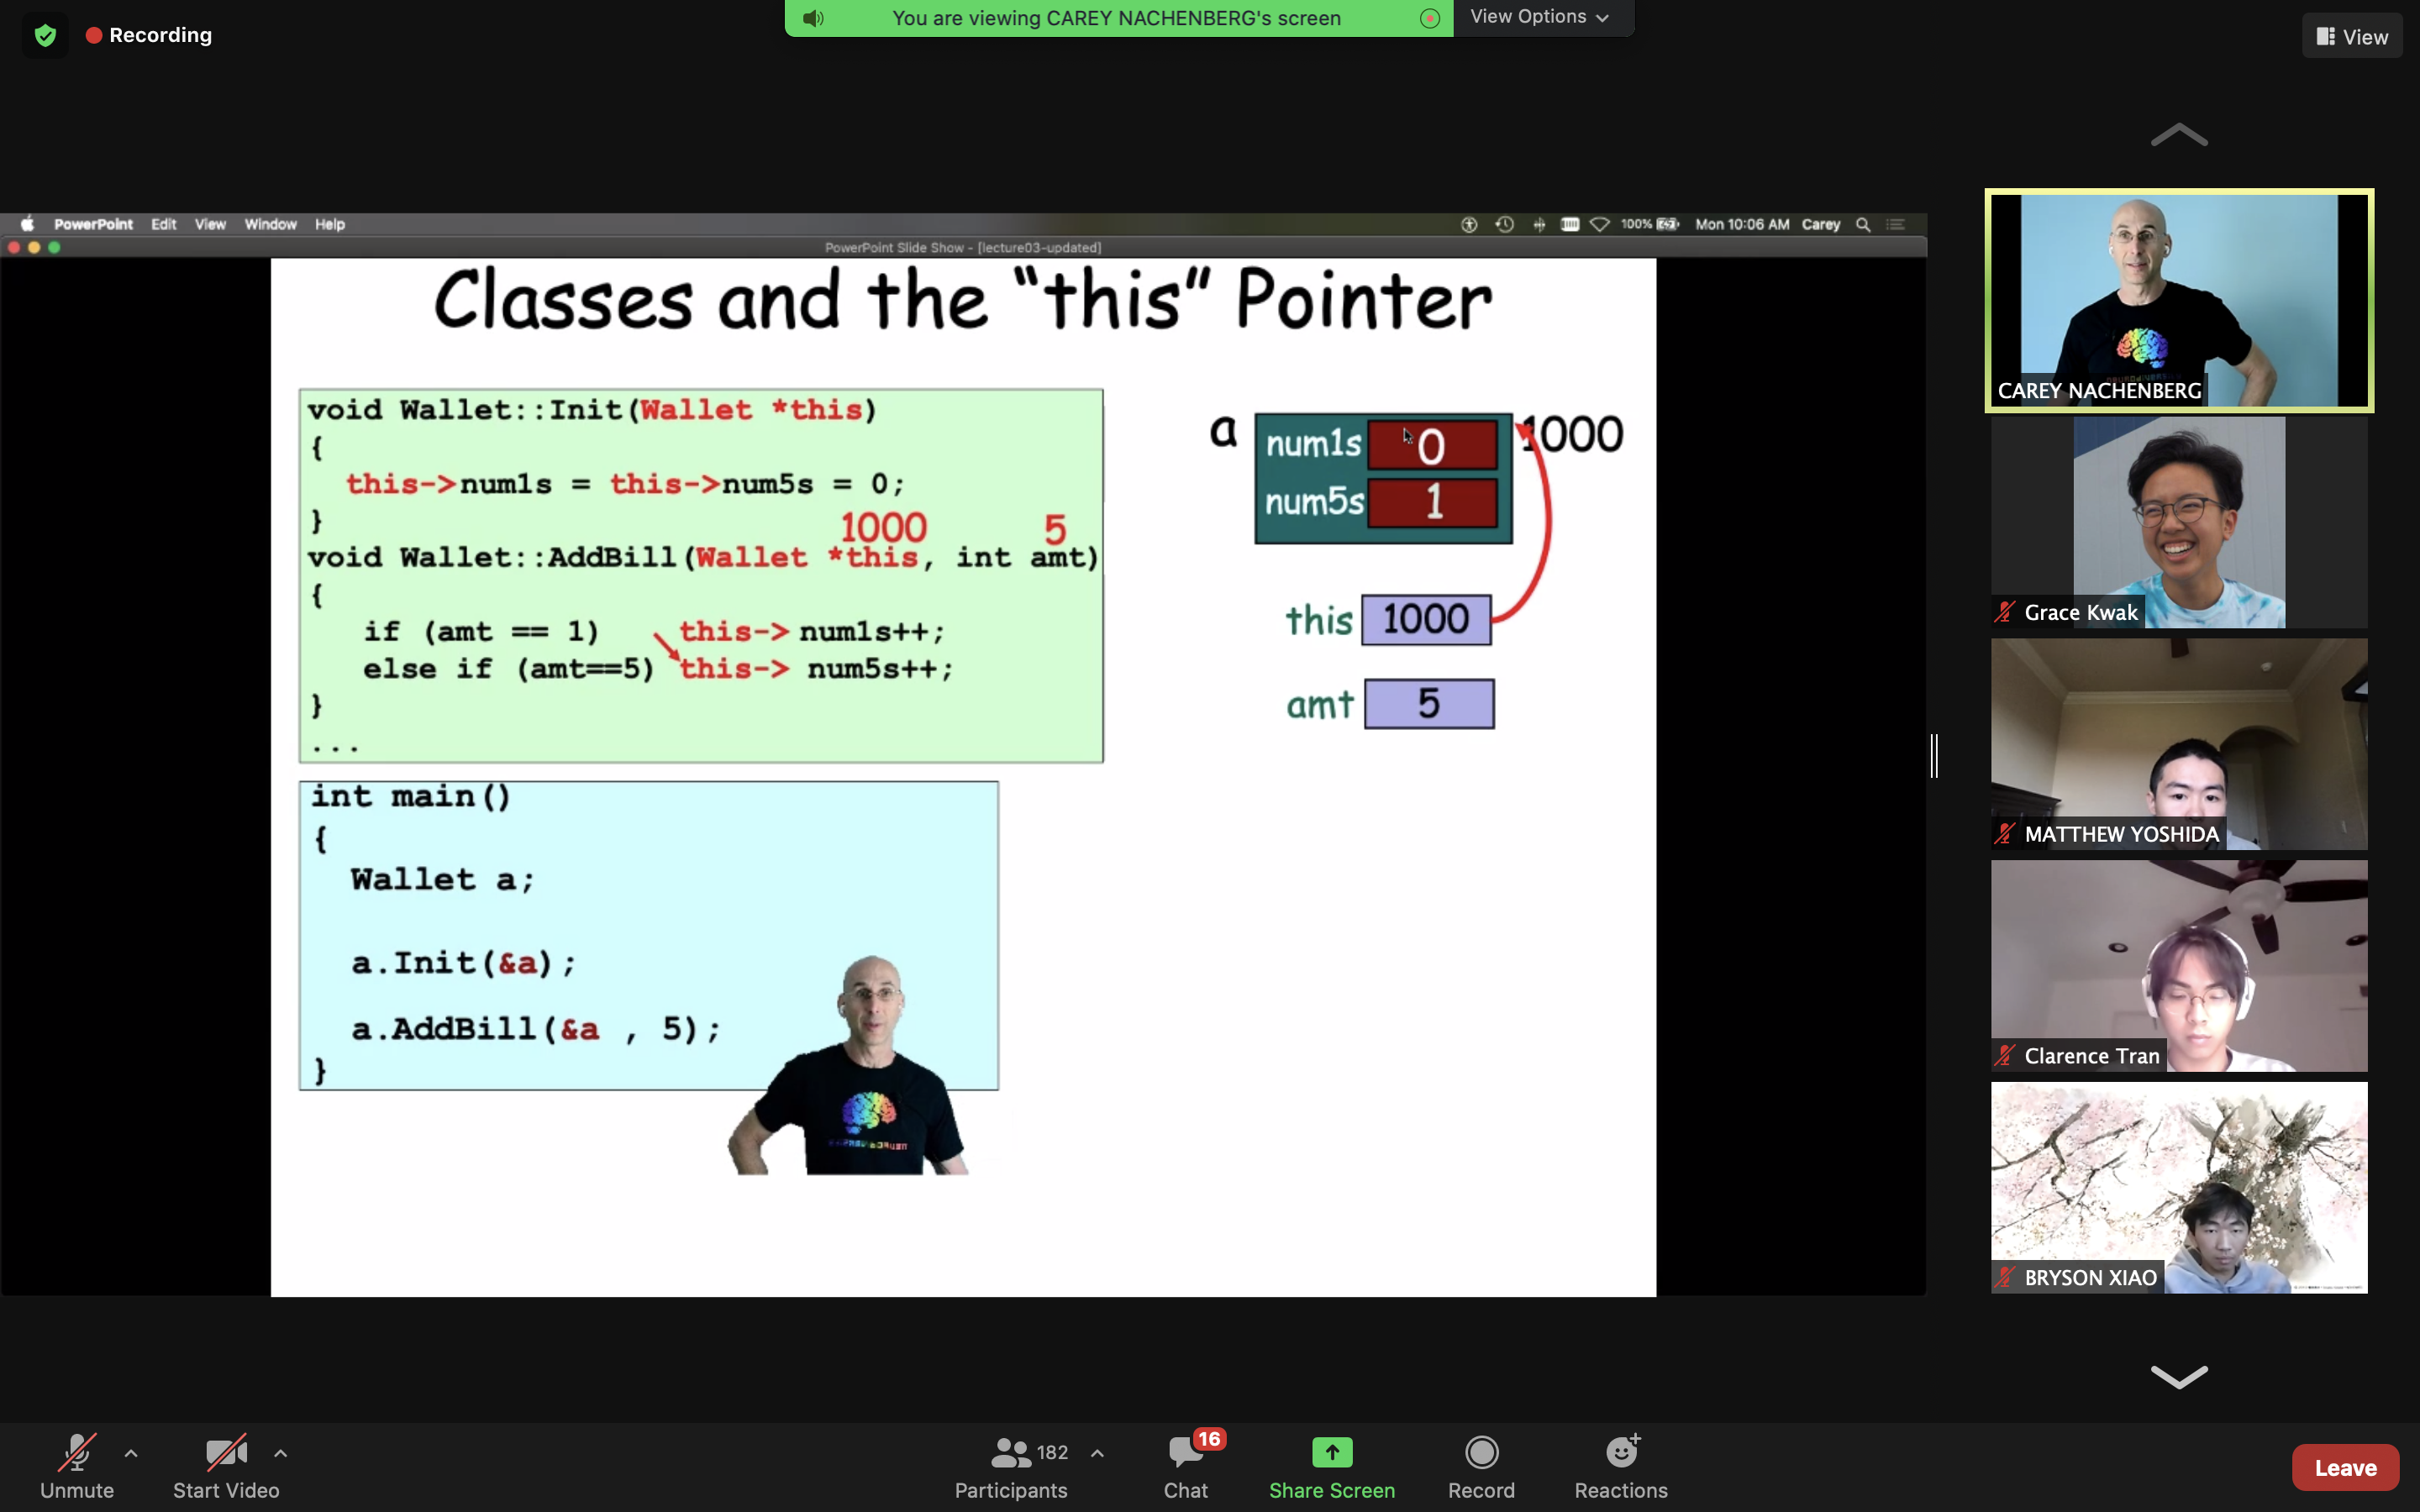 Recording
You are viewing CAREY NACHENBERG's screen
View Options
View
PowerPoint Edit View Window Help
100% Mon 10:06 AM Carey
PowerPoint Slide Show - [lecture03-updated]
Classes and the “this” Pointer
void Wallet::Init(Wallet *this)
{
this->num1s = this->num5s = 0;
}
1000 5
void Wallet::AddBill(Wallet *this, int amt)
{
if (amt == 1) this-> num1s++;
else if (amt==5) this-> num5s++;
}
...
int main()
{
Wallet a;
a.Init(&a);
a.AddBill(&a , 5);
}
a
num1s 0
num5s 1
1000
this 1000
amt 5
CAREY NACHENBERG
Grace Kwak
MATTHEW YOSHIDA
Clarence Tran
BRYSON XIAO
Unmute
Start Video
182
Participants
16
Chat
Share Screen
Record
Reactions
Leave